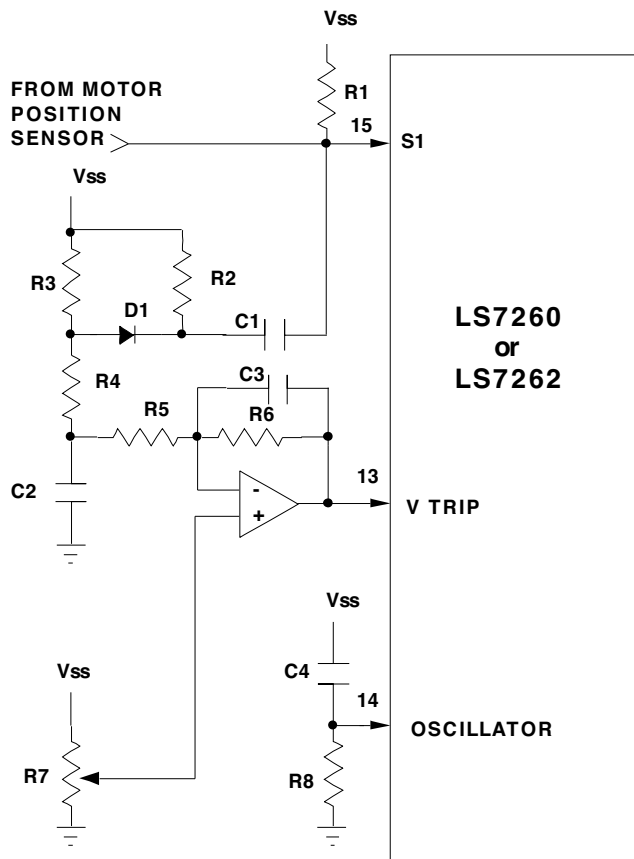 Vss
R1
FROM MOTOR
POSITION
SENSOR
15
S1
Vss
R3
R2
D1
C1
LS7260
or
LS7262
R4
C3
R5
R6
C2
-
+
13
V TRIP
Vss
C4
Vss
14
OSCILLATOR
R7
R8